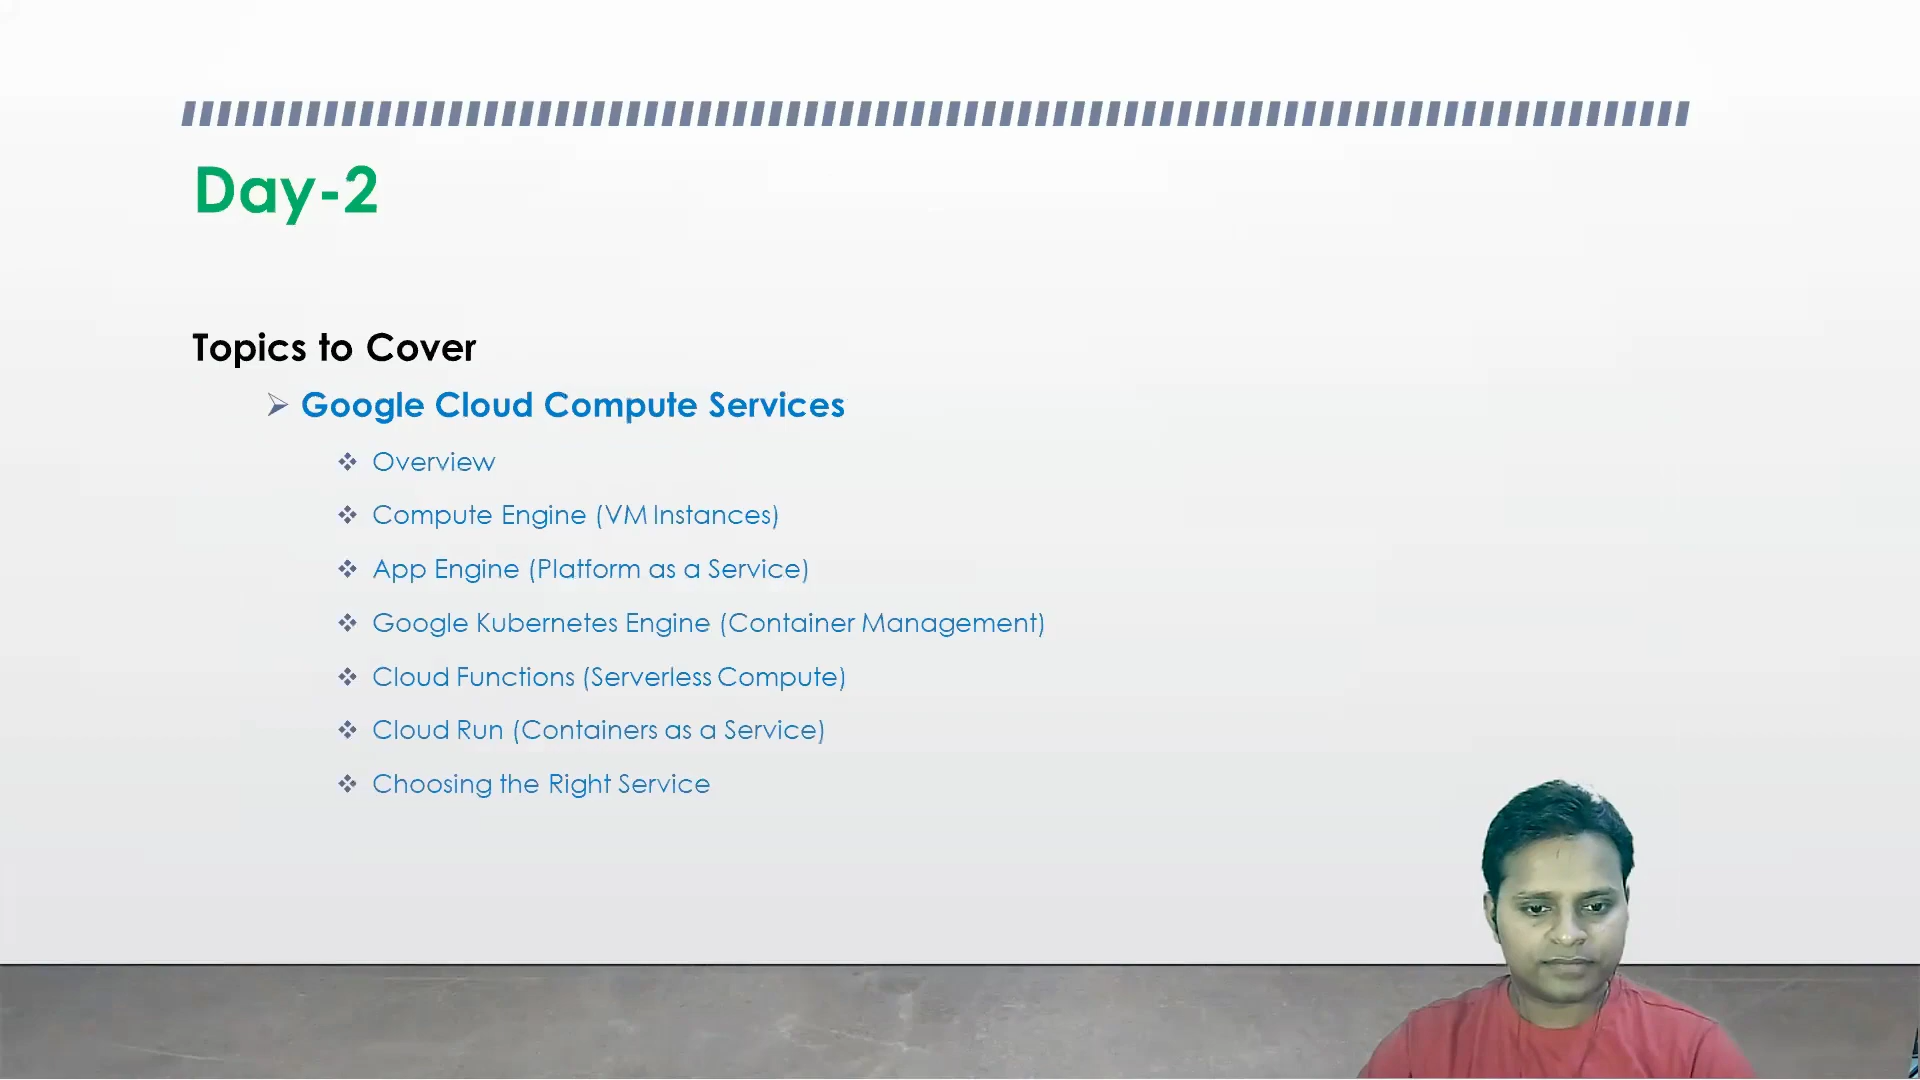 Day-2
Topics to Cover
Google Cloud Compute Services
Overview
Compute Engine (VM Instances)
App Engine (Platform as a Service)
Google Kubernetes Engine (Container Management)
Cloud Functions (Serverless Compute)
Cloud Run (Containers as a Service)
Choosing the Right Service